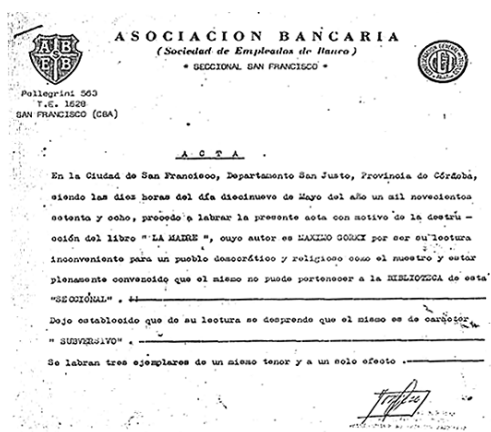 ABEB
ASOCIACION BANCARIA
(Sociedad de Empleados de Banco)
* SECCIONAL SAN FRANCISCO *
Pellegrini 563
T.E. 1628
SAN FRANCISCO (CBA)
A C T A
En la Ciudad de San Francisco, Departamento San Justo, Provincia de Córdoba,
siendo las diez horas del día diecinueve de Mayo del año un mil novecientos
setenta y ocho, procedo a labrar la presente acta con motivo de la destru-
cción del libro "LA MADRE", cuyo autor es MAXIMO GORKI por ser su lectura
inconveniente para un pueblo democrático y religioso como el nuestro y estar
plenamente convencido que el mismo no puede pertenecer a la BIBLIOTECA de esta
"SECCIONAL".
Dejo establecido que de su lectura se desprende que el mismo es de carácter
"SUBVERSIVO".
Se labran tres ejemplares de un mismo tenor y a un solo efecto.